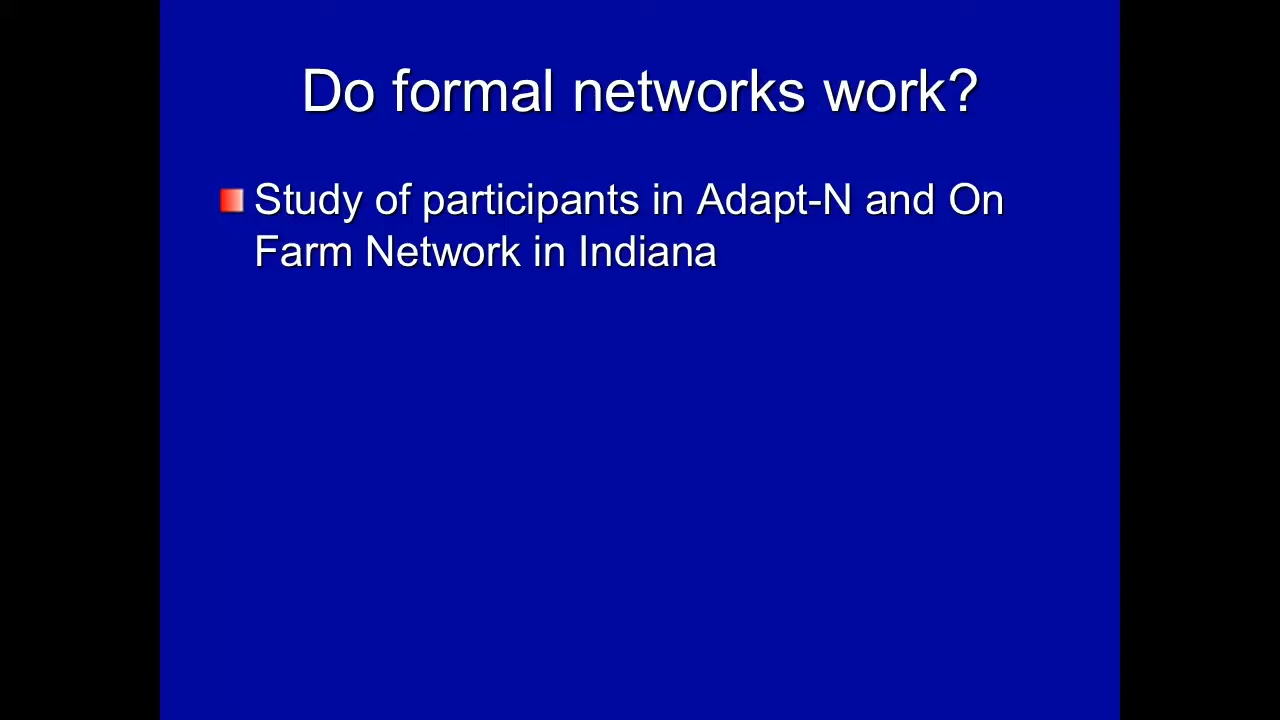 Do formal networks work?
Study of participants in Adapt-N and On
Farm Network in Indiana